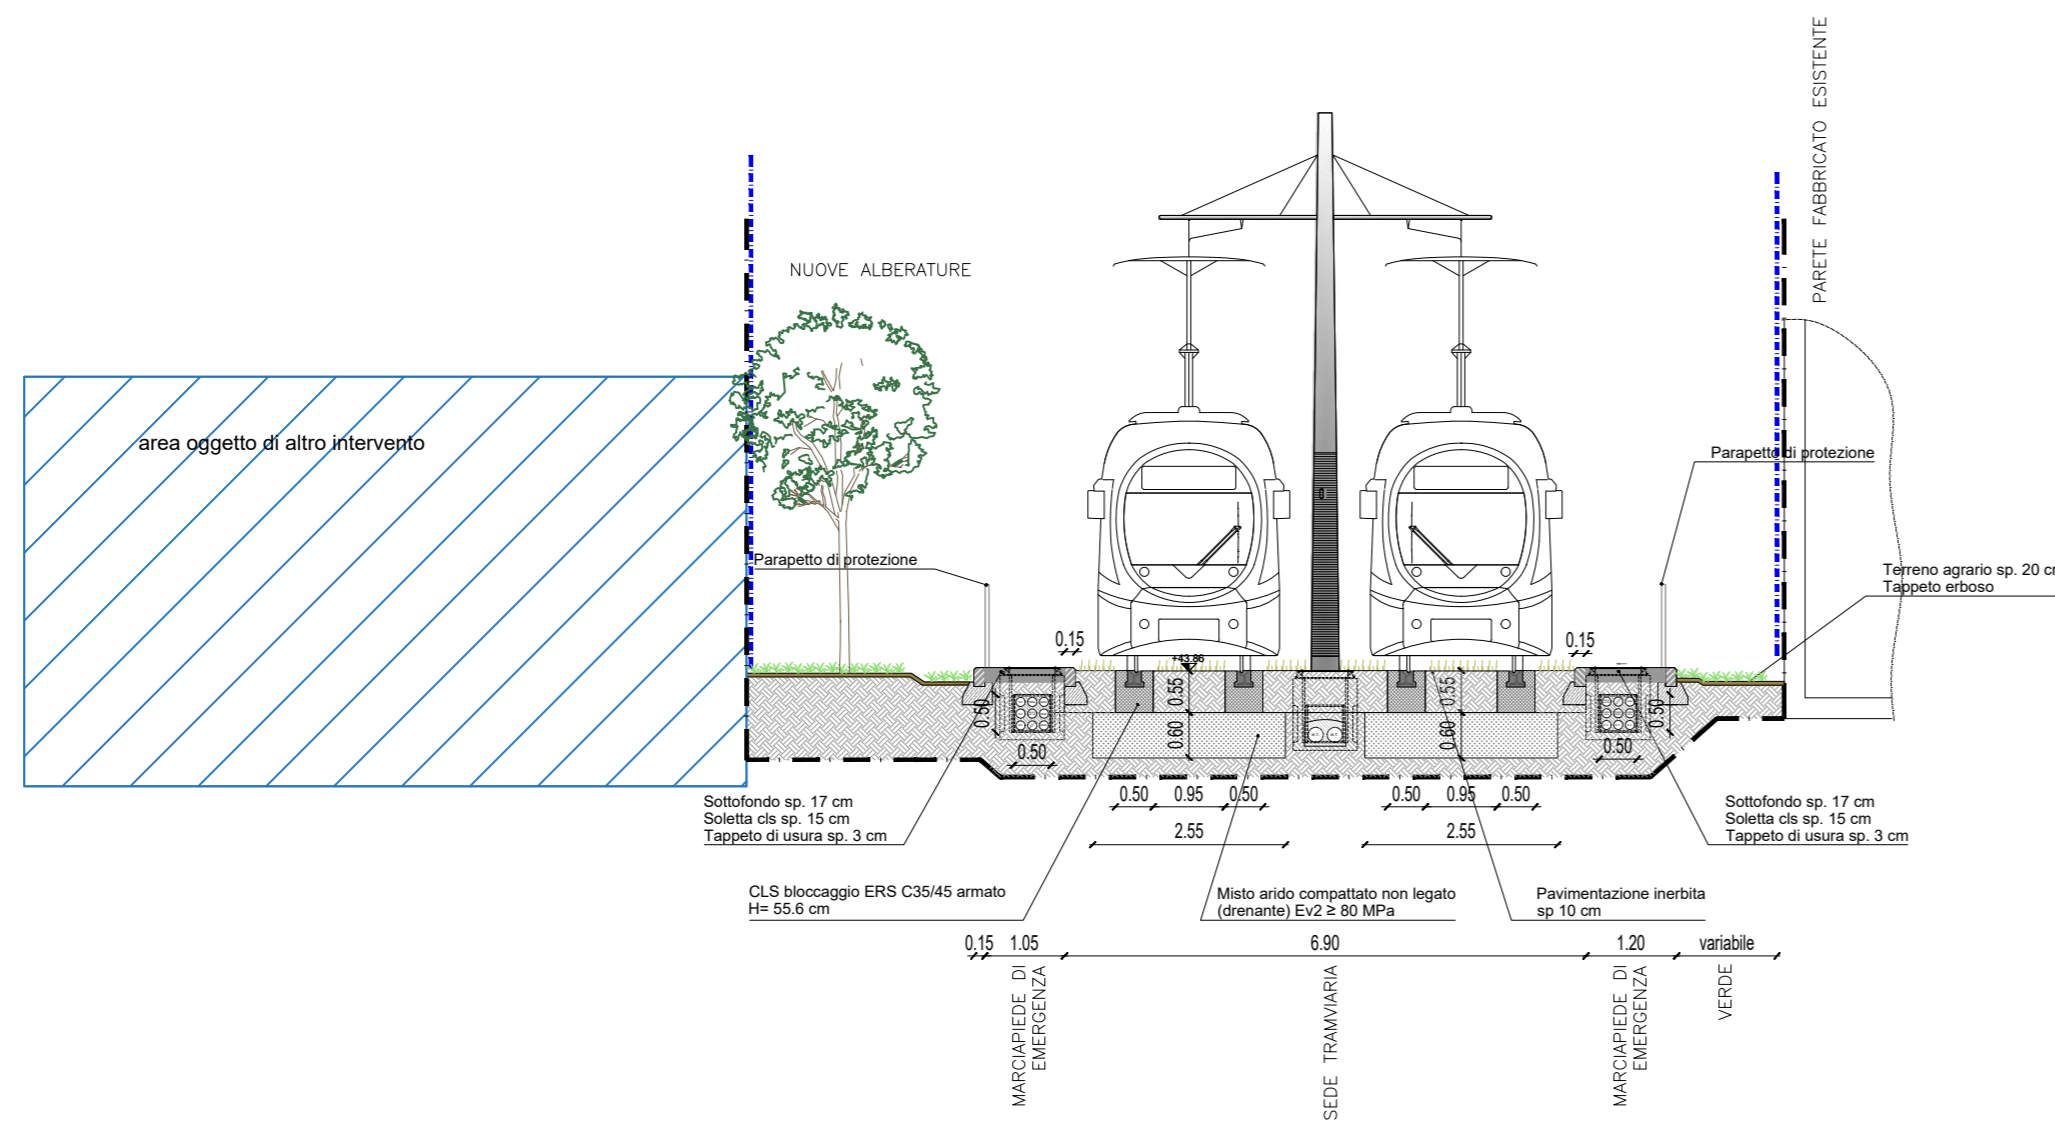 PARETE FABBRICATO ESISTENTE
NUOVE ALBERATURE
area oggetto di altro intervento
Parapetto di protezione
Parapetto di protezione
Terreno agrario sp. 20 cm
Tappeto erboso
0.15
0.15
+43.86
0.50
0.55
0.55
0.50
0.60
0.60
0.50
0.50
0.50
0.95
0.50
0.50
0.95
0.50
2.55
2.55
Sottofondo sp. 17 cm
Soletta cls sp. 15 cm
Tappeto di usura sp. 3 cm
Sottofondo sp. 17 cm
Soletta cls sp. 15 cm
Tappeto di usura sp. 3 cm
CLS bloccaggio ERS C35/45 armato
H= 55.6 cm
Misto arido compattato non legato
(drenante) Ev2 ≥ 80 MPa
Pavimentazione inerbita
sp 10 cm
0.15
1.05
6.90
1.20
variabile
MARCIAPIEDE DI
EMERGENZA
SEDE TRAMVIARIA
MARCIAPIEDE DI
EMERGENZA
VERDE